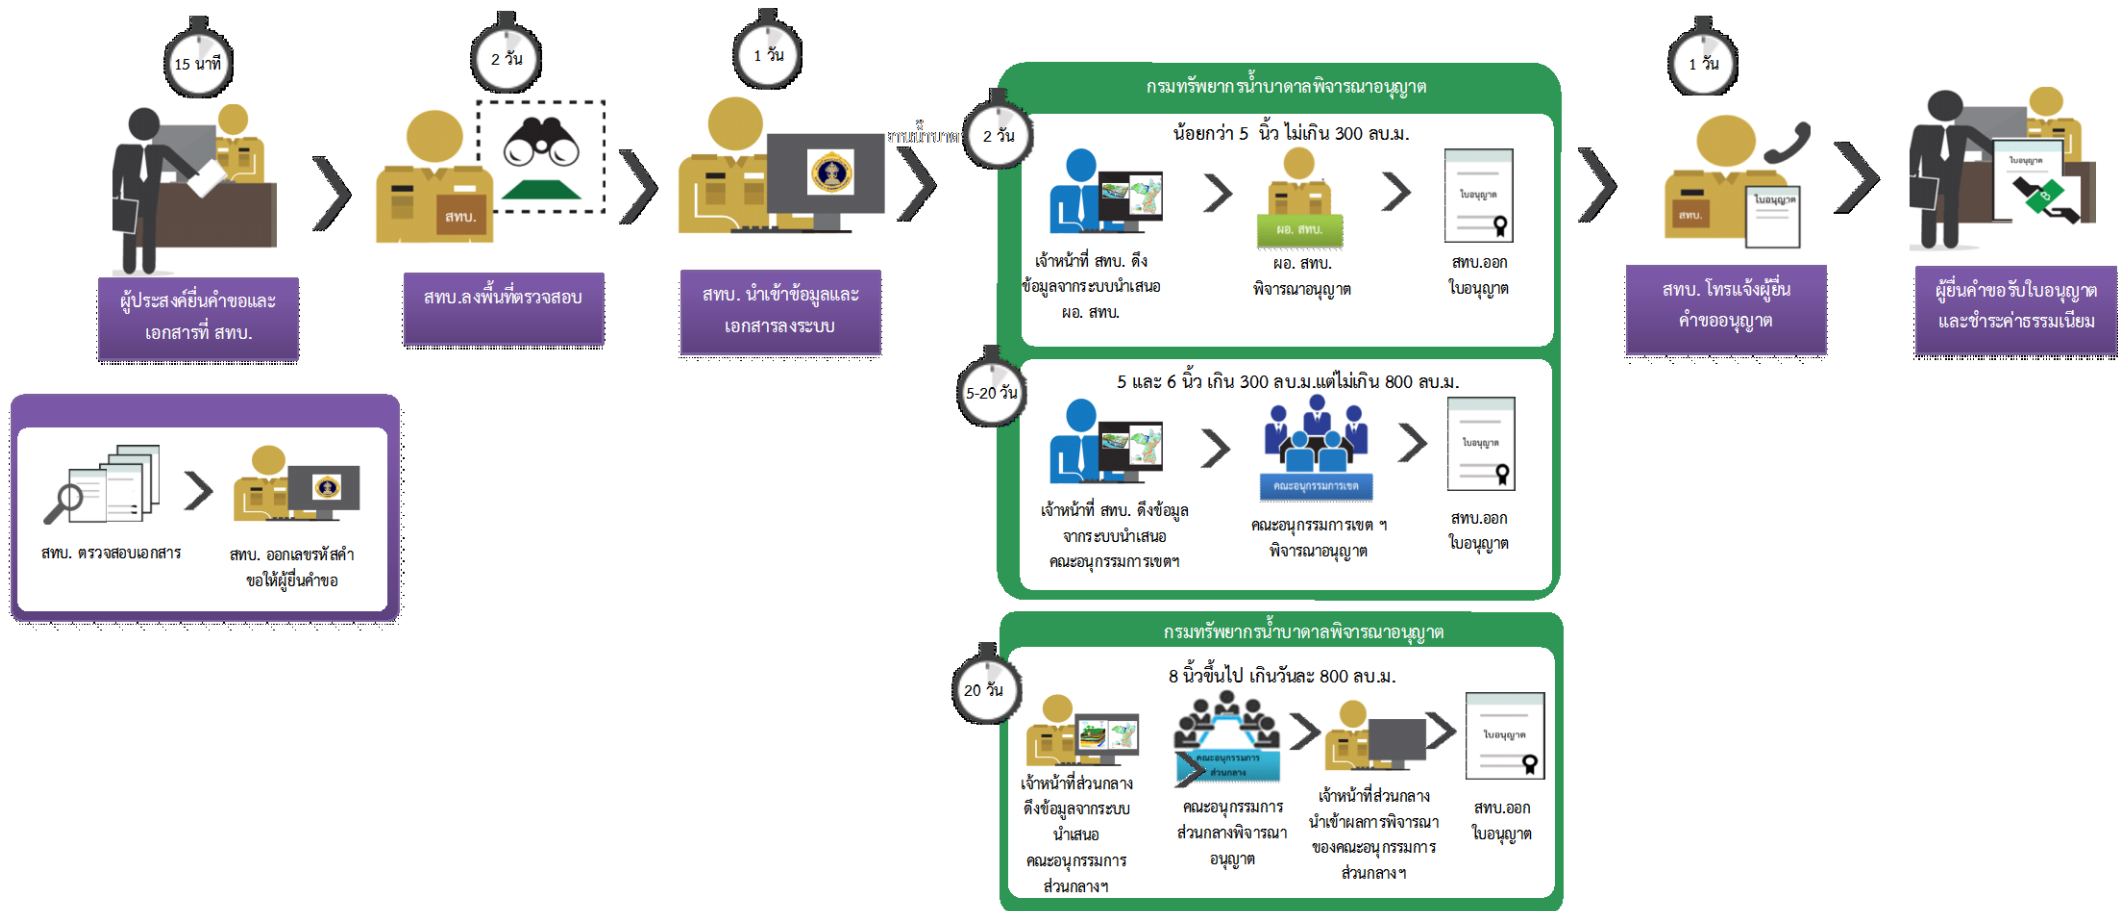 15 นาที
ผู้ประสงค์ยื่นคำขอและ
เอกสารที่ สทบ.
สทบ. ตรวจสอบเอกสาร
สทบ. ออกเลขรหัสคำ
ขอให้ผู้ยื่นคำขอ
2 วัน
สทบ.
สทบ.ลงพื้นที่ตรวจสอบ
1 วัน
สทบ. นำเข้าข้อมูลและ
เอกสารลงระบบ
กรมทรัพยากรน้ำบาดาลพิจารณาอนุญาต
2 วัน
น้อยกว่า 5 นิ้ว ไม่เกิน 300 ลบ.ม.
เจ้าหน้าที่ สทบ. ดึง
ข้อมูลจากระบบนำเสนอ
ผอ. สทบ.
ผอ. สทบ.
ผอ. สทบ.
พิจารณาอนุญาต
ใบอนุญาต
สทบ.ออก
ใบอนุญาต
5-20 วัน
5 และ 6 นิ้ว เกิน 300 ลบ.ม.แต่ไม่เกิน 800 ลบ.ม.
เจ้าหน้าที่ สทบ. ดึงข้อมูล
จากระบบนำเสนอ
คณะอนุกรรมการเขตฯ
คณะอนุกรรมการเขต
คณะอนุกรรมการเขต ฯ
พิจารณาอนุญาต
ใบอนุญาต
สทบ.ออก
ใบอนุญาต
กรมทรัพยากรน้ำบาดาลพิจารณาอนุญาต
20 วัน
8 นิ้วขึ้นไป เกินวันละ 800 ลบ.ม.
เจ้าหน้าที่ส่วนกลาง
ดึงข้อมูลจากระบบ
นำเสนอ
คณะอนุกรรมการ
ส่วนกลางฯ
คณะอนุกรรมการ
ส่วนกลาง
คณะอนุกรรมการ
ส่วนกลางพิจารณา
อนุญาต
เจ้าหน้าที่ส่วนกลาง
นำเข้าผลการพิจารณา
ของคณะอนุกรรมการ
ส่วนกลางฯ
ใบอนุญาต
สทบ.ออก
ใบอนุญาต
1 วัน
สทบ.
ใบอนุญาต
สทบ. โทรแจ้งผู้ยื่น
คำขออนุญาต
ใบอนุญาต
ผู้ยื่นคำขอรับใบอนุญาต
และชำระค่าธรรมเนียม